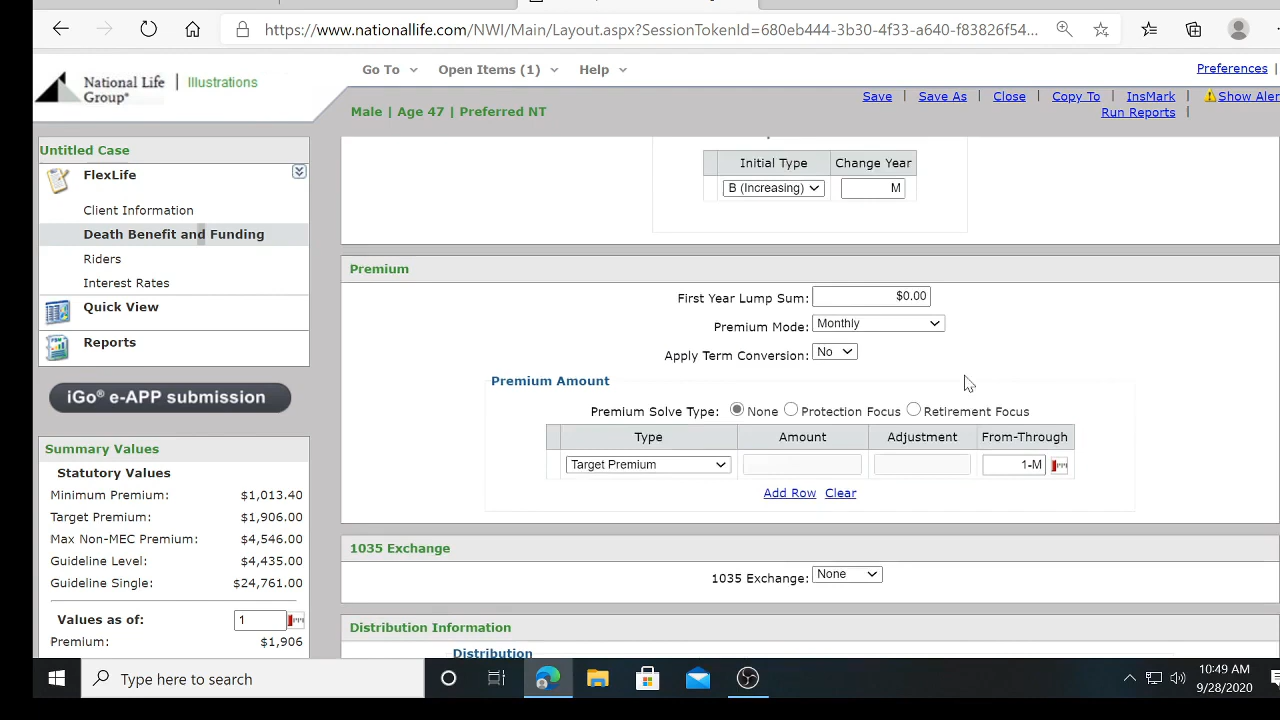 https://www.nationallife.com/NWI/Main/Layout.aspx?SessionTokenId=680eb444-3b30-4f33-a640-f83826f54...
National Life Group® | Illustrations
Go To Open Items (1) Help
Preferences |
Male | Age 47 | Preferred NT
Save | Save As | Close | Copy To | InsMark | Show Aler
Run Reports |
Untitled Case
FlexLife
Client Information
Death Benefit and Funding
Riders
Interest Rates
Quick View
Reports
iGo® e-APP submission
Summary Values
Statutory Values
Minimum Premium: $1,013.40
Target Premium: $1,906.00
Max Non-MEC Premium: $4,546.00
Guideline Level: $4,435.00
Guideline Single: $24,761.00
Values as of: 1
Premium: $1,906
Initial Type Change Year
B (Increasing) M
Premium
First Year Lump Sum: $0.00
Premium Mode: Monthly
Apply Term Conversion: No
Premium Amount
Premium Solve Type: None Protection Focus Retirement Focus
Type Amount Adjustment From-Through
Target Premium 1-M
Add Row Clear
1035 Exchange
1035 Exchange: None
Distribution Information
Distribution
Type here to search
10:49 AM
9/28/2020